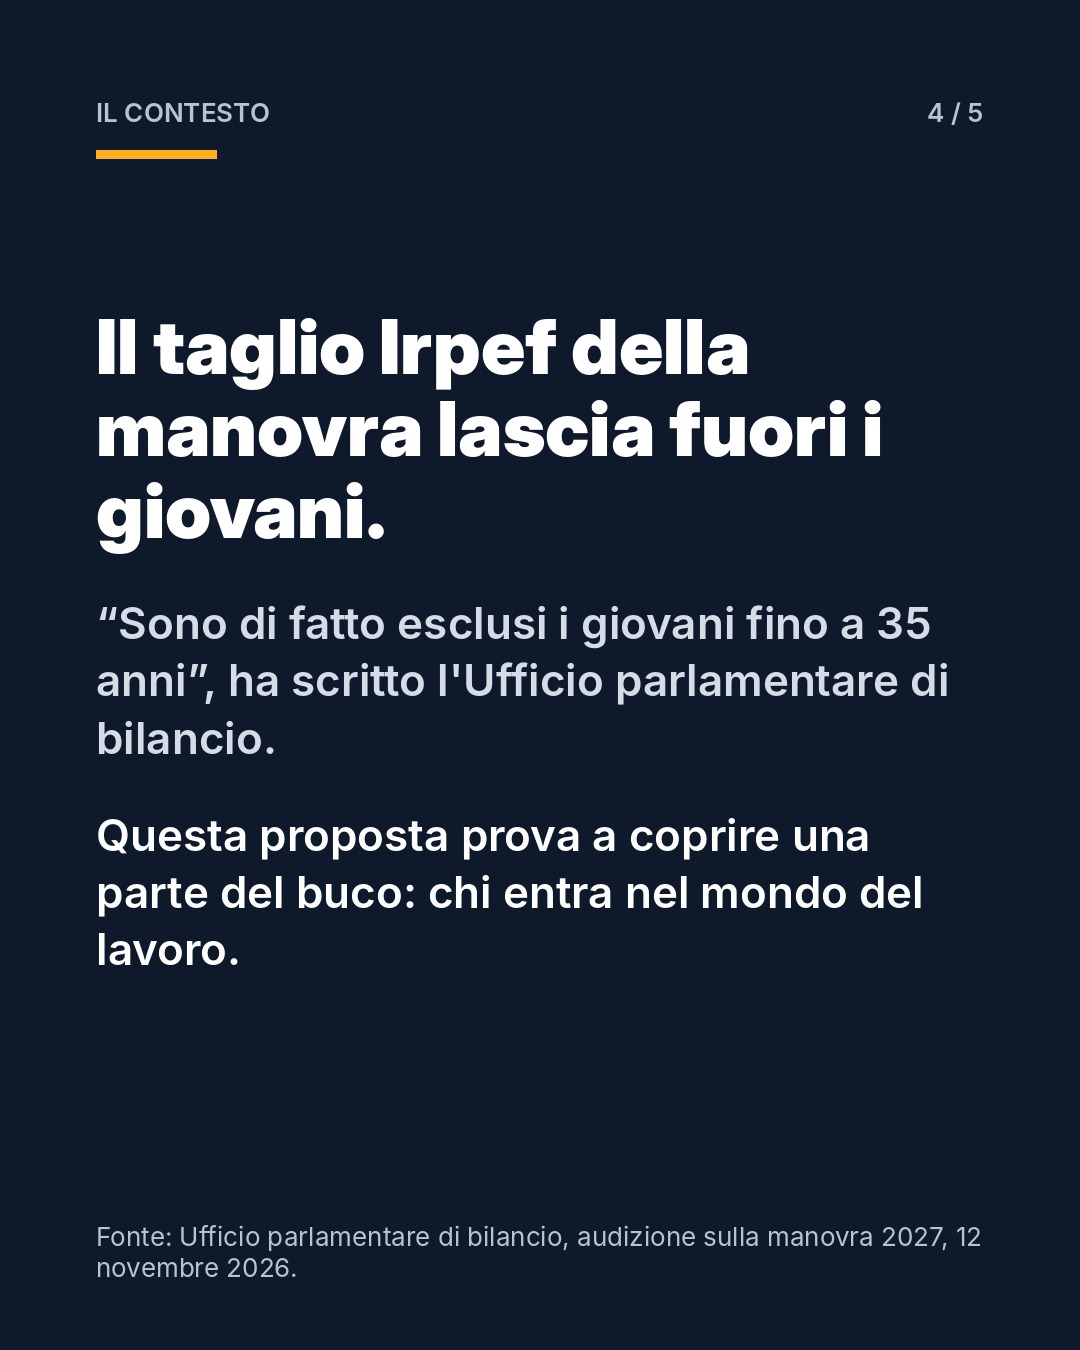 IL CONTESTO
4 / 5
Il taglio Irpef della
manovra lascia fuori i
giovani.
“Sono di fatto esclusi i giovani fino a 35
anni”, ha scritto l'Ufficio parlamentare di
bilancio.
Questa proposta prova a coprire una
parte del buco: chi entra nel mondo del
lavoro.
Fonte: Ufficio parlamentare di bilancio, audizione sulla manovra 2027, 12
novembre 2026.